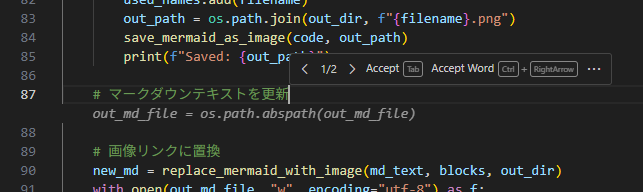 82 used_names.add(filename)
83 out_path = os.path.join(out_dir, f"{filename}.png")
84 save_mermaid_as_image(code, out_path)
85 print(f"Saved: {out_path}")
86
1/2 Accept Tab Accept Word Ctrl + RightArrow ...
87 # マークダウンテキストを更新
out_md_file = os.path.abspath(out_md_file)
88
89 # 画像リンクに置換
90 new_md = replace_mermaid_with_image(md_text, blocks, out_dir)
91 with open(out_md_file, "w", encoding="utf-8") as f: